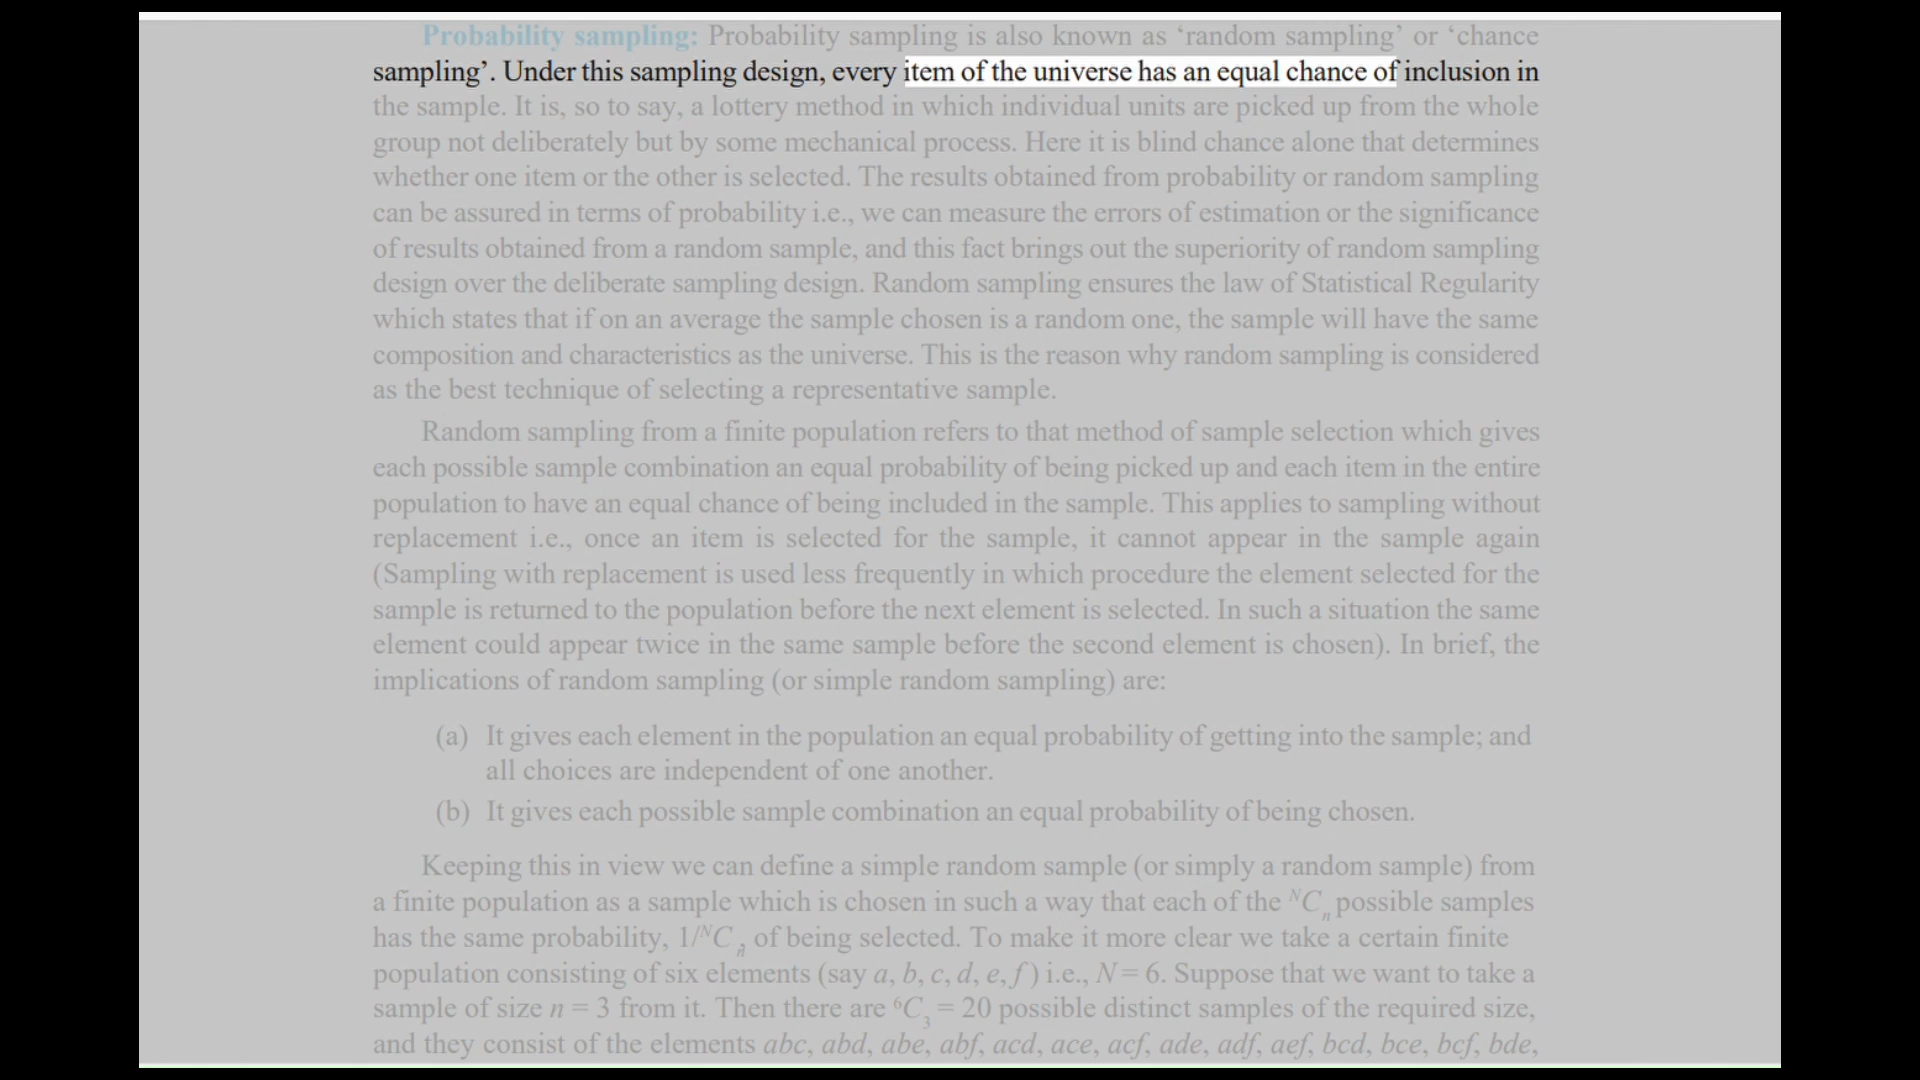 Probability sampling: Probability sampling is also known as ‘random sampling’ or ‘chance
sampling’. Under this sampling design, every item of the universe has an equal chance of inclusion in
the sample. It is, so to say, a lottery method in which individual units are picked up from the whole
group not deliberately but by some mechanical process. Here it is blind chance alone that determines
whether one item or the other is selected. The results obtained from probability or random sampling
can be assured in terms of probability i.e., we can measure the errors of estimation or the significance
of results obtained from a random sample, and this fact brings out the superiority of random sampling
design over the deliberate sampling design. Random sampling ensures the law of Statistical Regularity
which states that if on an average the sample chosen is a random one, the sample will have the same
composition and characteristics as the universe. This is the reason why random sampling is considered
as the best technique of selecting a representative sample.
Random sampling from a finite population refers to that method of sample selection which gives
each possible sample combination an equal probability of being picked up and each item in the entire
population to have an equal chance of being included in the sample. This applies to sampling without
replacement i.e., once an item is selected for the sample, it cannot appear in the sample again
(Sampling with replacement is used less frequently in which procedure the element selected for the
sample is returned to the population before the next element is selected. In such a situation the same
element could appear twice in the same sample before the second element is chosen). In brief, the
implications of random sampling (or simple random sampling) are:
(a) It gives each element in the population an equal probability of getting into the sample; and
all choices are independent of one another.
(b) It gives each possible sample combination an equal probability of being chosen.
Keeping this in view we can define a simple random sample (or simply a random sample) from
a finite population as a sample which is chosen in such a way that each of the ᴺCₙ possible samples
has the same probability, 1/ᴺCₙ, of being selected. To make it more clear we take a certain finite
population consisting of six elements (say a, b, c, d, e, f ) i.e., N = 6. Suppose that we want to take a
sample of size n = 3 from it. Then there are ⁶C₃ = 20 possible distinct samples of the required size,
and they consist of the elements abc, abd, abe, abf, acd, ace, acf, ade, adf, aef, bcd, bce, bcf, bde,